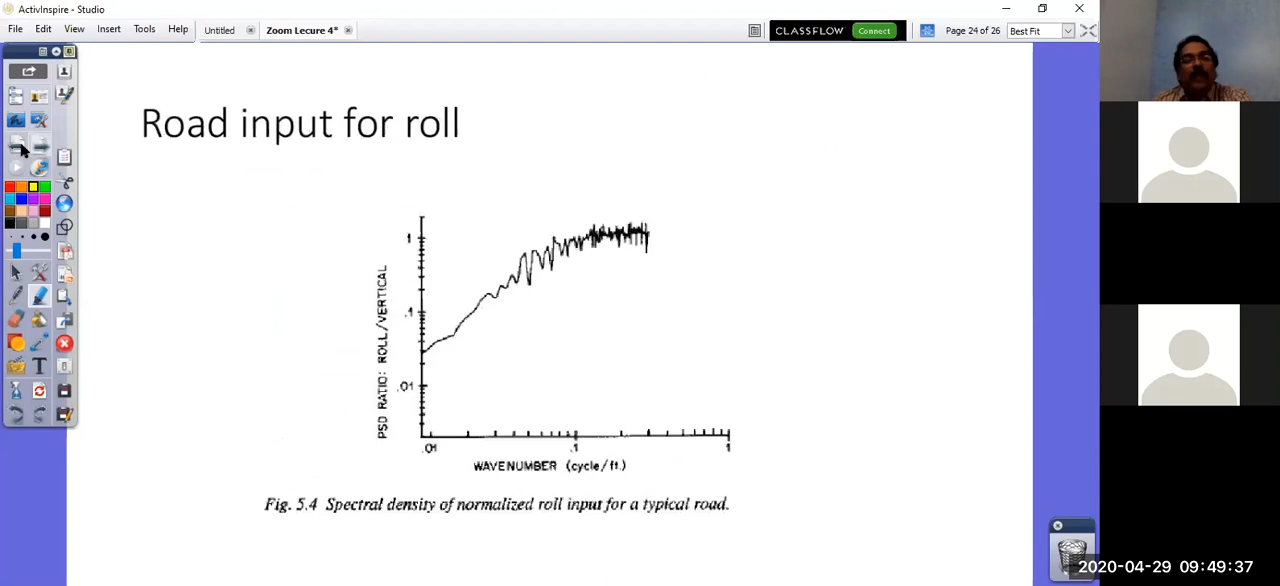 ActivInspire - Studio
File Edit View Insert Tools Help Untitled Zoom Lecure 4* CLASSFLOW Connect Page 24 of 26 Best Fit
Road input for roll
1
.1
.01
PSD RATIO: ROLL/VERTICAL
.01 .1 1
WAVENUMBER (cycle/ft.)
Fig. 5.4 Spectral density of normalized roll input for a typical road.
2020-04-29 09:49:37